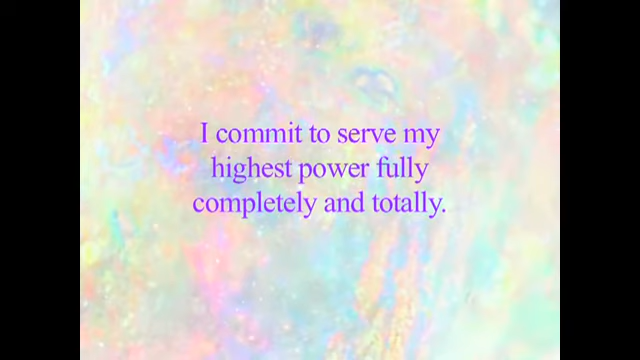 I commit to serve my
highest power fully
completely and totally.